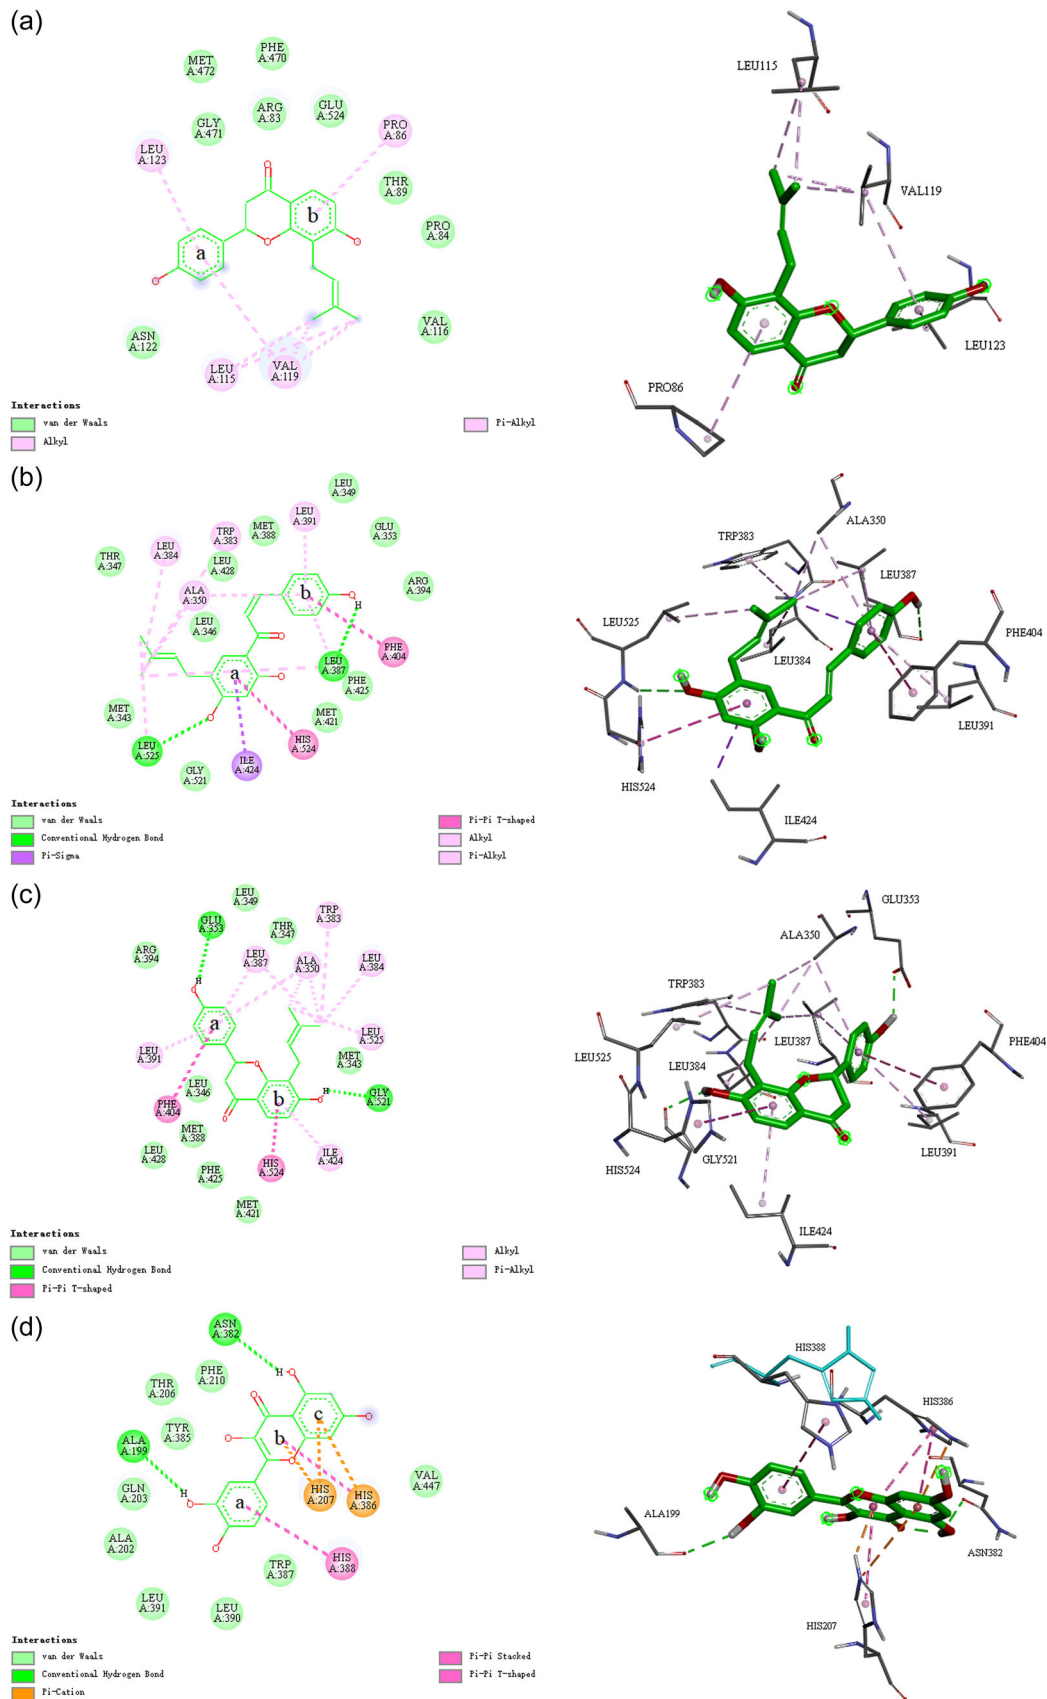 (a)
MET
A:472
PHE
A:470
GLY
A:471
ARG
A:83
GLU
A:524
PRO
A:86
LEU
A:123
THR
A:89
PRO
A:84
b
a
O
O
O
O
ASN
A:122
LEU
A:115
VAL
A:119
VAL
A:116
Interactions
van der Waals
Alkyl
Pi-Alkyl
LEU115
VAL119
LEU123
PRO86
(b)
LEU
A:349
LEU
A:391
GLU
A:353
MET
A:388
TRP
A:383
LEU
A:384
THR
A:347
LEU
A:428
ALA
A:350
ARG
A:394
b
O
H
LEU
A:346
O
PHE
A:404
LEU
A:387
a
O
PHE
A:425
MET
A:343
MET
A:421
O
LEU
A:525
HIS
A:524
GLY
A:521
ILE
A:424
Interactions
van der Waals
Conventional Hydrogen Bond
Pi-Sigma
Pi-Pi T-shaped
Alkyl
Pi-Alkyl
ALA350
TRP383
LEU387
LEU525
PHE404
LEU384
LEU391
HIS524
ILE424
(c)
LEU
A:349
GLU
A:353
TRP
A:383
THR
A:347
ARG
A:394
LEU
A:387
ALA
A:350
LEU
A:384
H
O
a
LEU
A:391
LEU
A:525
MET
A:343
O
LEU
A:346
H
GLY
A:521
PHE
A:404
b
O
O
MET
A:388
LEU
A:428
ILE
A:424
PHE
A:425
HIS
A:524
MET
A:421
Interactions
van der Waals
Conventional Hydrogen Bond
Pi-Pi T-shaped
Alkyl
Pi-Alkyl
GLU353
ALA350
TRP383
LEU387
PHE404
LEU525
LEU384
LEU391
HIS524
GLY521
ILE424
(d)
ASN
A:382
PHE
A:210
THR
A:206
H
O
TYR
A:385
O
c
O
ALA
A:199
O
b
O
GLN
A:203
H
O
a
HIS
A:207
HIS
A:386
VAL
A:447
ALA
A:202
O
TRP
A:387
HIS
A:388
LEU
A:391
LEU
A:390
Interactions
van der Waals
Conventional Hydrogen Bond
Pi-Cation
Pi-Pi Stacked
Pi-Pi T-shaped
HIS388
HIS386
ALA199
ASN382
HIS207